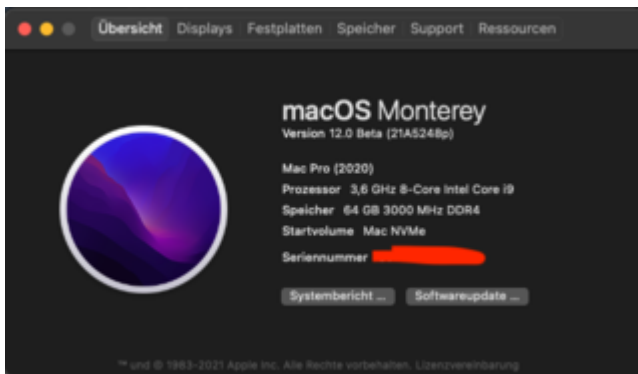 Übersicht Displays Festplatten Speicher Support Ressourcen
macOS Monterey
Version 12.0 Beta (21A5248p)
Mac Pro (2020)
Prozessor 3,6 GHz 8-Core Intel Core i9
Speicher 64 GB 3000 MHz DDR4
Startvolume Mac NVMe
Seriennummer
Systembericht ... Softwareupdate ...
™ und © 1983-2021 Apple Inc. Alle Rechte vorbehalten. Lizenzvereinbarung